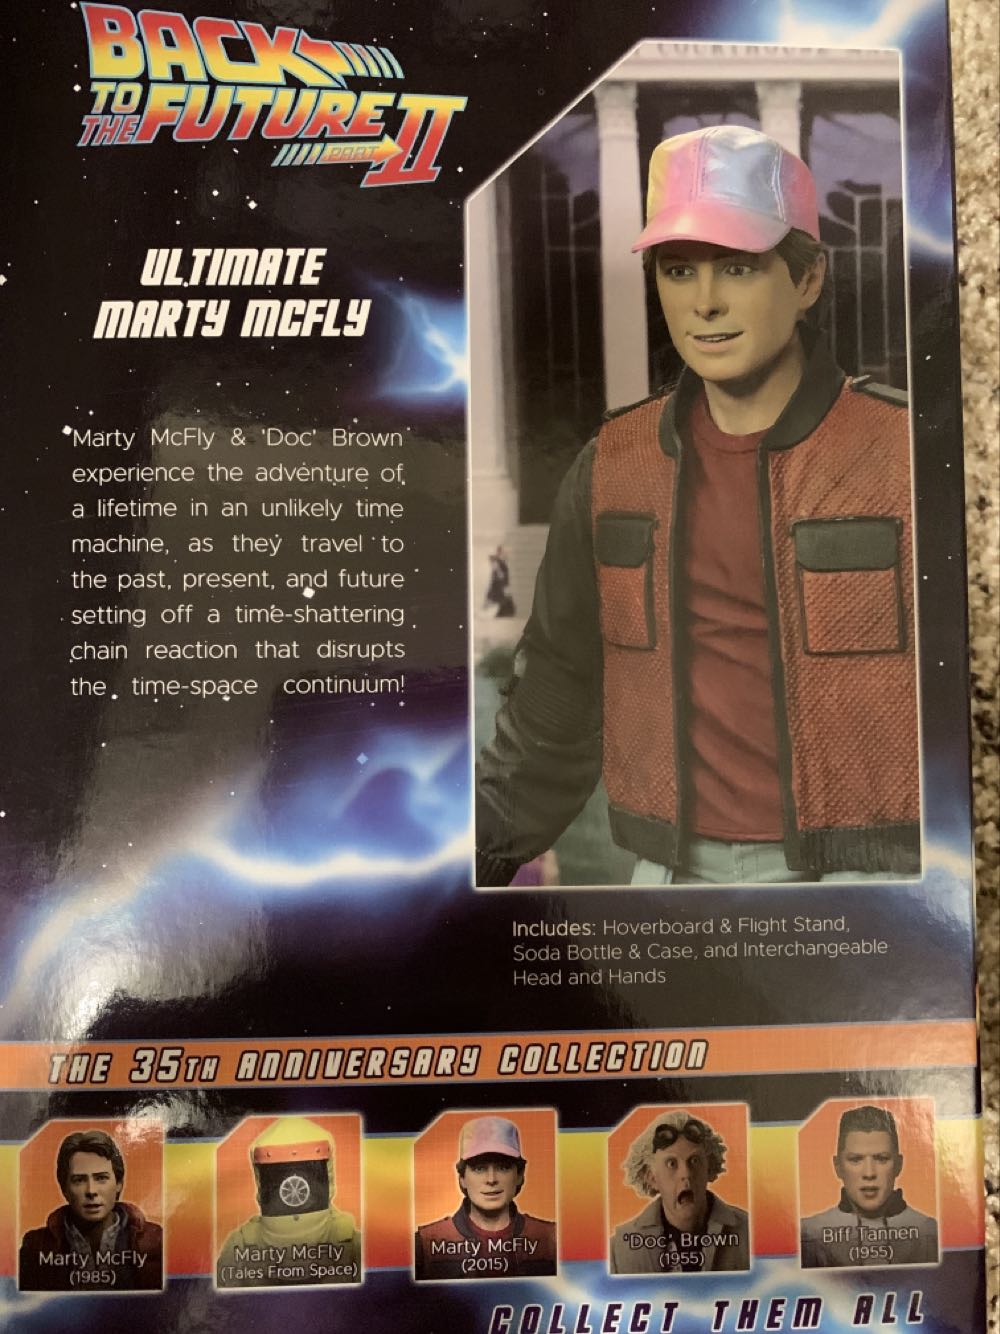 BACK
TO
THE FUTURE
PART II
ULTIMATE
MARTY MCFLY
Marty McFly & 'Doc' Brown
experience the adventure of
a lifetime in an unlikely time
machine, as they travel to
the past, present, and future
setting off a time-shattering
chain reaction that disrupts
the time-space continuum!
Includes: Hoverboard & Flight Stand,
Soda Bottle & Case, and Interchangeable
Head and Hands
THE 35TH ANNIVERSARY COLLECTION
Marty McFly
(1985)
Marty McFly
(Tales From Space)
Marty McFly
(2015)
'Doc' Brown
(1955)
Biff Tannen
(1955)
COLLECT THEM ALL